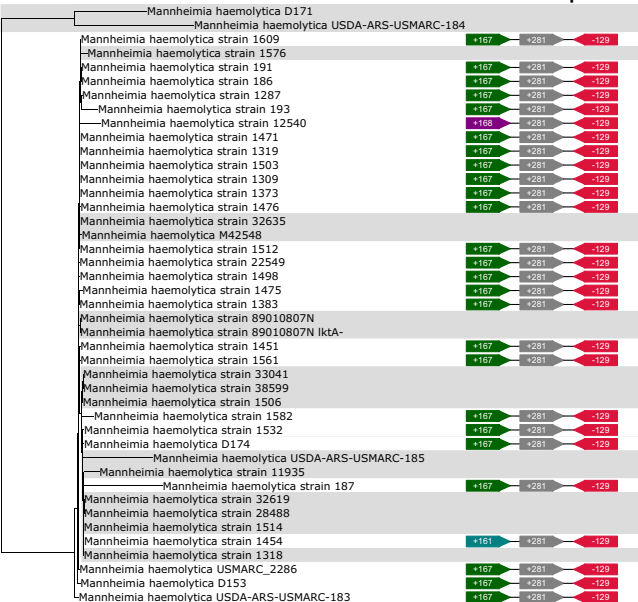 Mannheimia haemolytica D171
Mannheimia haemolytica USDA-ARS-USMARC-184
Mannheimia haemolytica strain 1609 +167 +281 -129
Mannheimia haemolytica strain 1576
Mannheimia haemolytica strain 191 +167 +281 -129
Mannheimia haemolytica strain 186 +167 +281 -129
Mannheimia haemolytica strain 1287 +167 +281 -129
Mannheimia haemolytica strain 193 +167 +281 -129
Mannheimia haemolytica strain 12540 +168 +281 -129
Mannheimia haemolytica strain 1471 +167 +281 -129
Mannheimia haemolytica strain 1319 +167 +281 -129
Mannheimia haemolytica strain 1503 +167 +281 -129
Mannheimia haemolytica strain 1309 +167 +281 -129
Mannheimia haemolytica strain 1373 +167 +281 -129
Mannheimia haemolytica strain 1476 +167 +281 -129
Mannheimia haemolytica strain 32635
Mannheimia haemolytica M42548
Mannheimia haemolytica strain 1512 +167 +281 -129
Mannheimia haemolytica strain 22549 +167 +281 -129
Mannheimia haemolytica strain 1498 +167 +281 -129
Mannheimia haemolytica strain 1475 +167 +281 -129
Mannheimia haemolytica strain 1383 +167 +281 -129
Mannheimia haemolytica strain 89010807N
Mannheimia haemolytica strain 89010807N lktA-
Mannheimia haemolytica strain 1451 +167 +281 -129
Mannheimia haemolytica strain 1561 +167 +281 -129
Mannheimia haemolytica strain 33041
Mannheimia haemolytica strain 38599
Mannheimia haemolytica strain 1506
Mannheimia haemolytica strain 1582 +167 +281 -129
Mannheimia haemolytica strain 1532 +167 +281 -129
Mannheimia haemolytica D174 +167 +281 -129
Mannheimia haemolytica USDA-ARS-USMARC-185
Mannheimia haemolytica strain 11935
Mannheimia haemolytica strain 187 +167 +281 -129
Mannheimia haemolytica strain 32619
Mannheimia haemolytica strain 28488
Mannheimia haemolytica strain 1514
Mannheimia haemolytica strain 1454 +161 +281 -129
Mannheimia haemolytica strain 1318
Mannheimia haemolytica USMARC_2286 +167 +281 -129
Mannheimia haemolytica D153 +167 +281 -129
Mannheimia haemolytica USDA-ARS-USMARC-183 +167 +281 -129